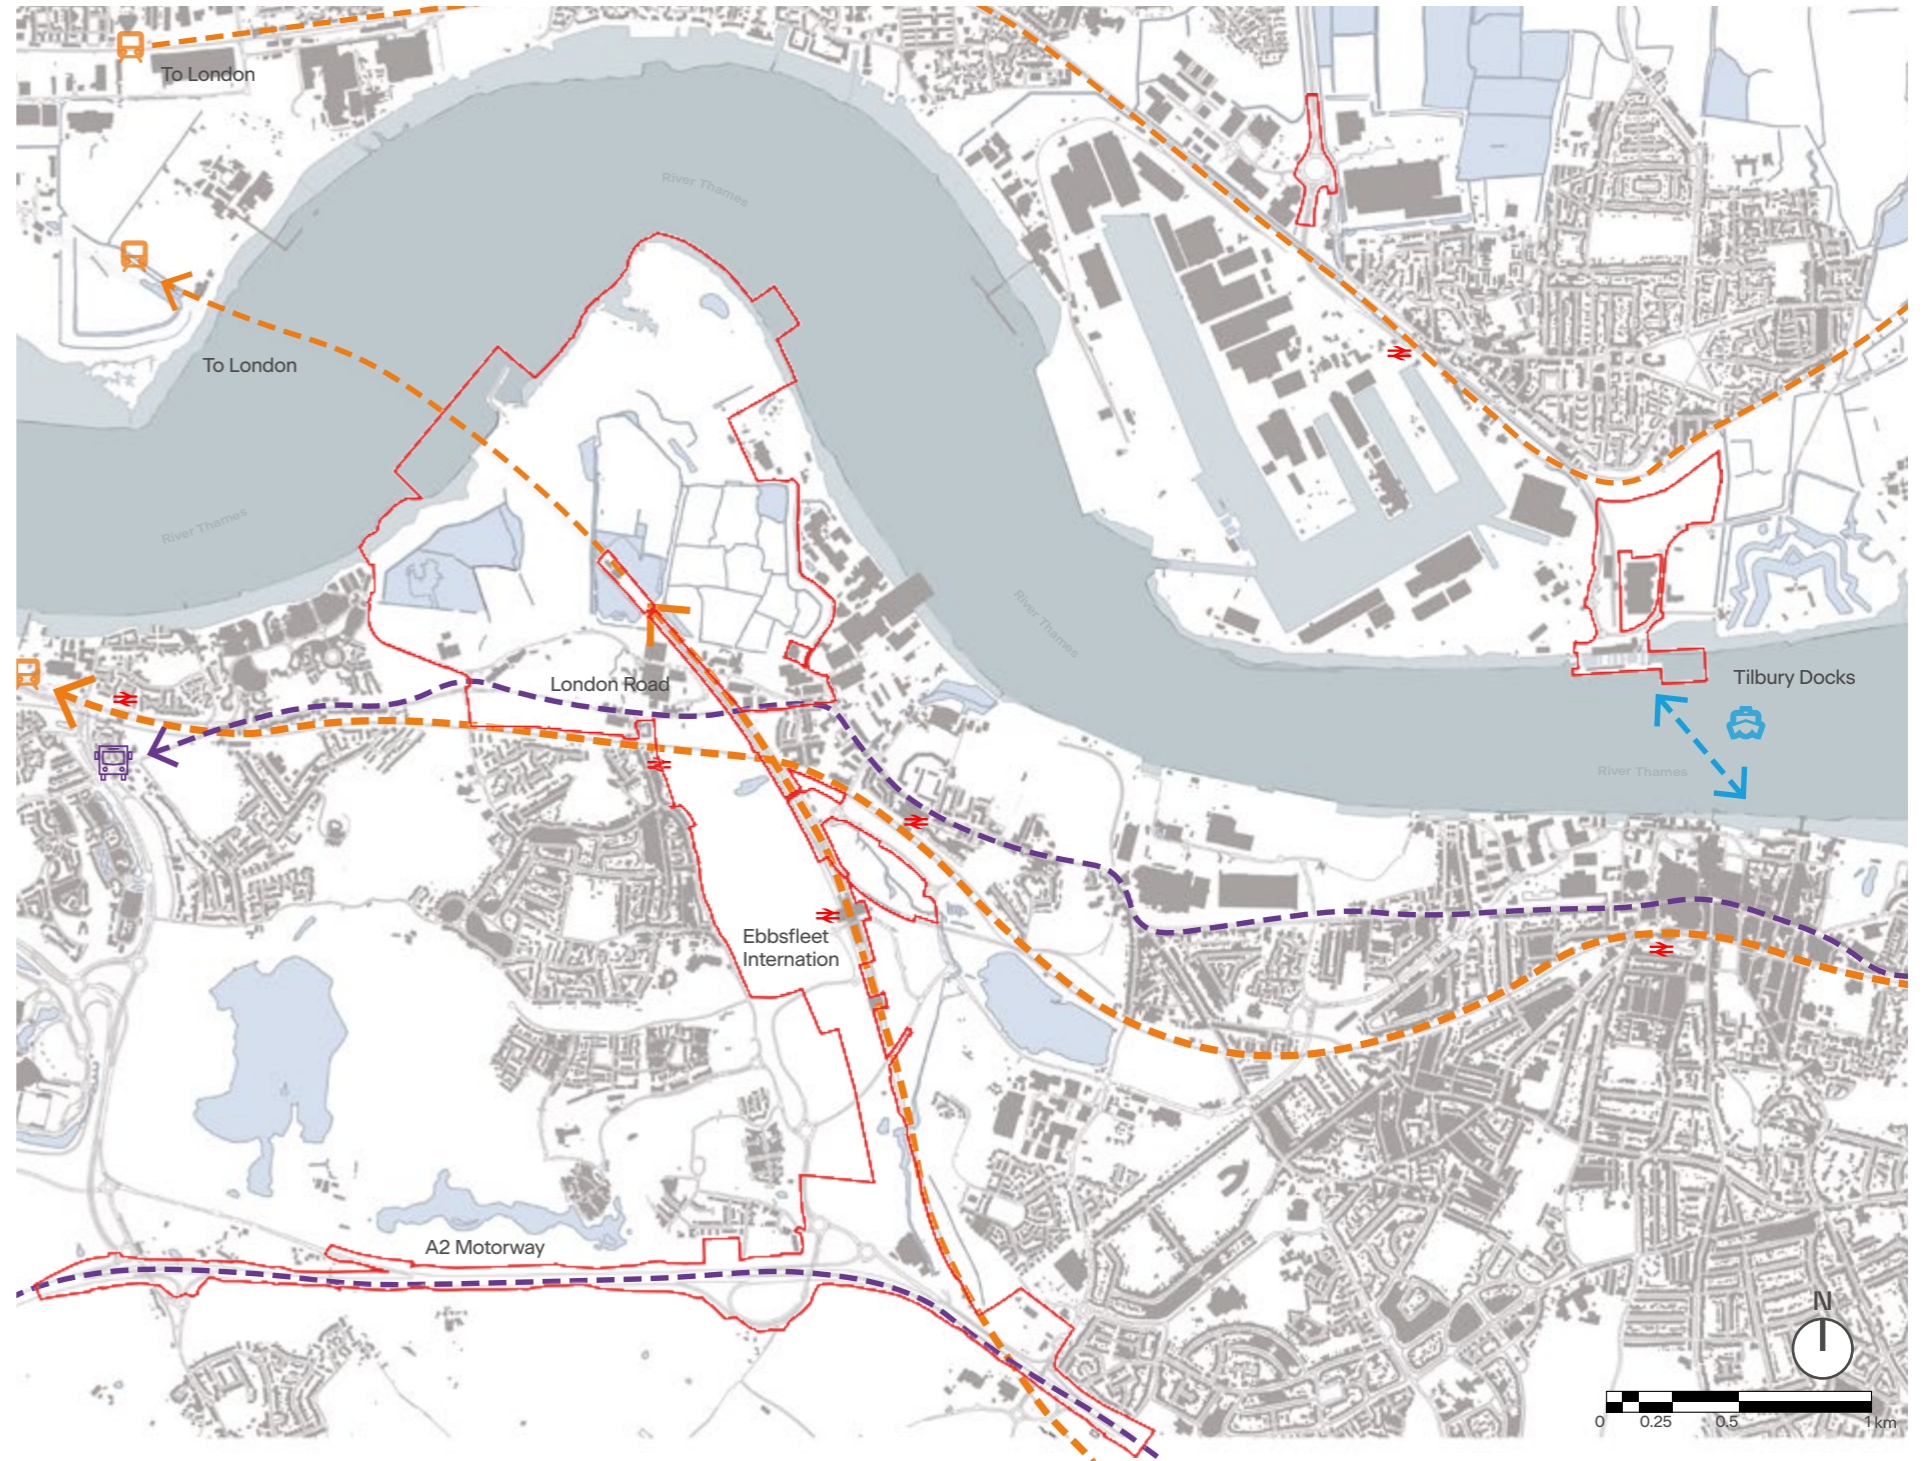 To London
River Thames
To London
River Thames
River Thames
London Road
Tilbury Docks
River Thames
Ebbsfleet
Internation
A2 Motorway
N
0 0.25 0.5 1 km